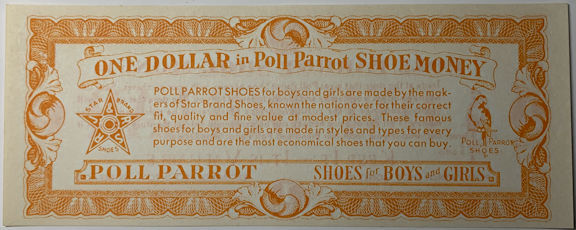 ONE DOLLAR in Poll Parrot SHOE MONEY
STAR BRAND
SHOES
POLL PARROT SHOES for boys and girls are made by the mak-
ers of Star Brand Shoes, known the nation over for their correct
fit, quality and fine value at modest prices. These famous
shoes for boys and girls are made in styles and types for every
purpose and are the most economical shoes that you can buy.
POLL PARROT
SHOES
POLL PARROT SHOES for BOYS and GIRLS